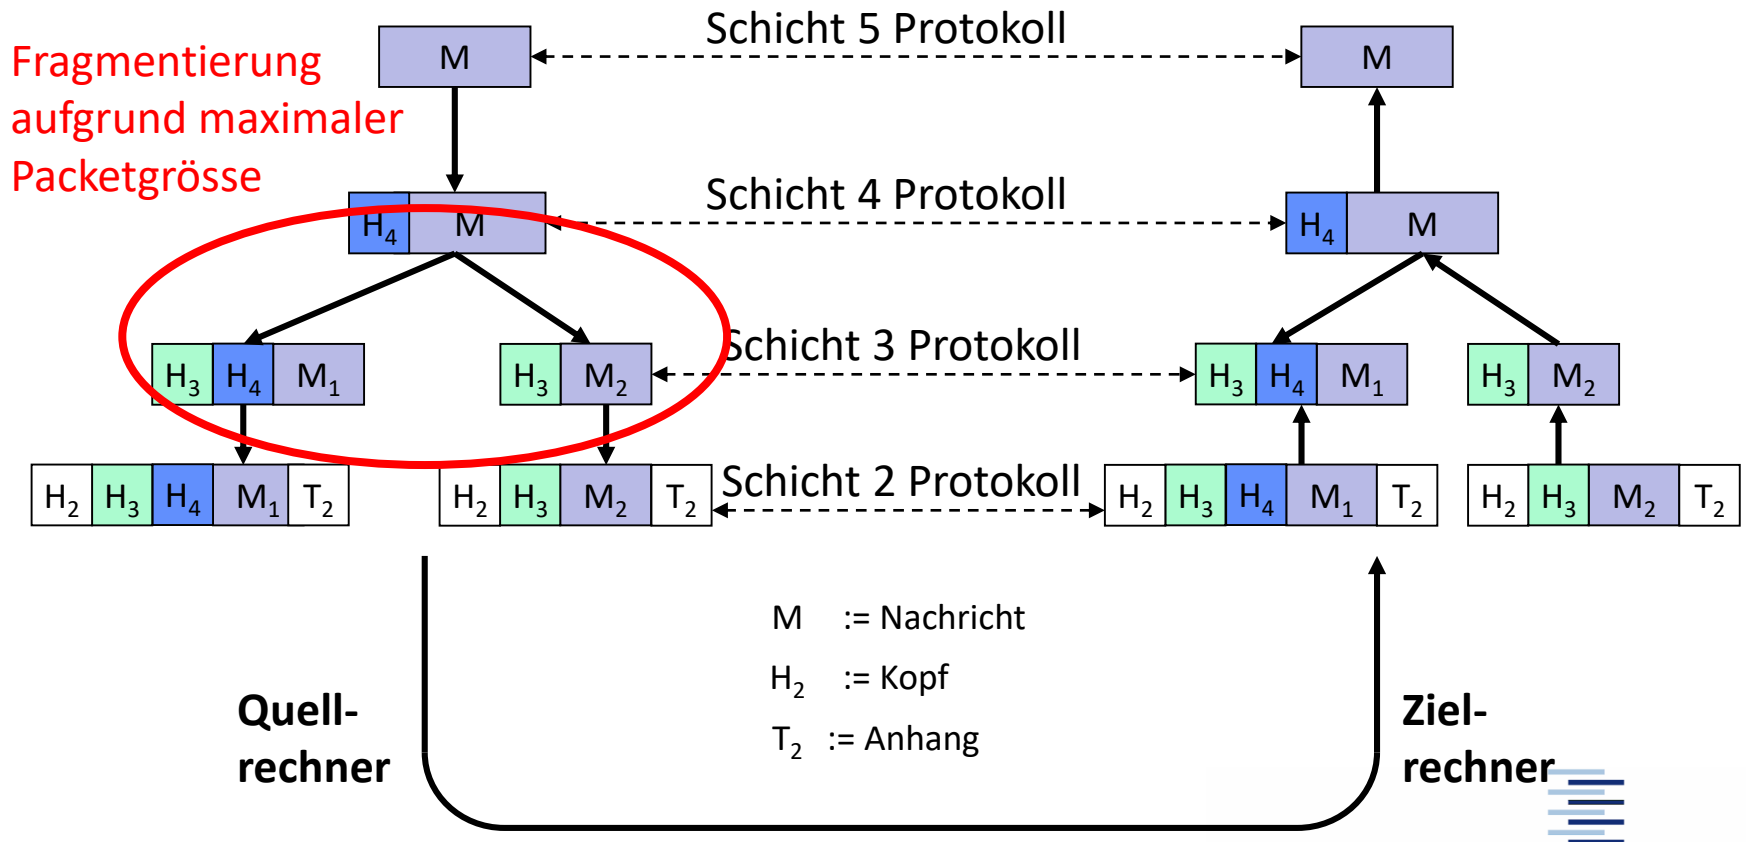 Fragmentierung
aufgrund maximaler
Packetgrösse
M
Schicht 5 Protokoll
M
H4 M
Schicht 4 Protokoll
H4 M
H3 H4 M1
H3 M2
Schicht 3 Protokoll
H3 H4 M1
H3 M2
H2 H3 H4 M1 T2
H2 H3 M2 T2
Schicht 2 Protokoll
H2 H3 H4 M1 T2
H2 H3 M2 T2
M := Nachricht
H2 := Kopf
T2 := Anhang
Quell-
rechner
Ziel-
rechner